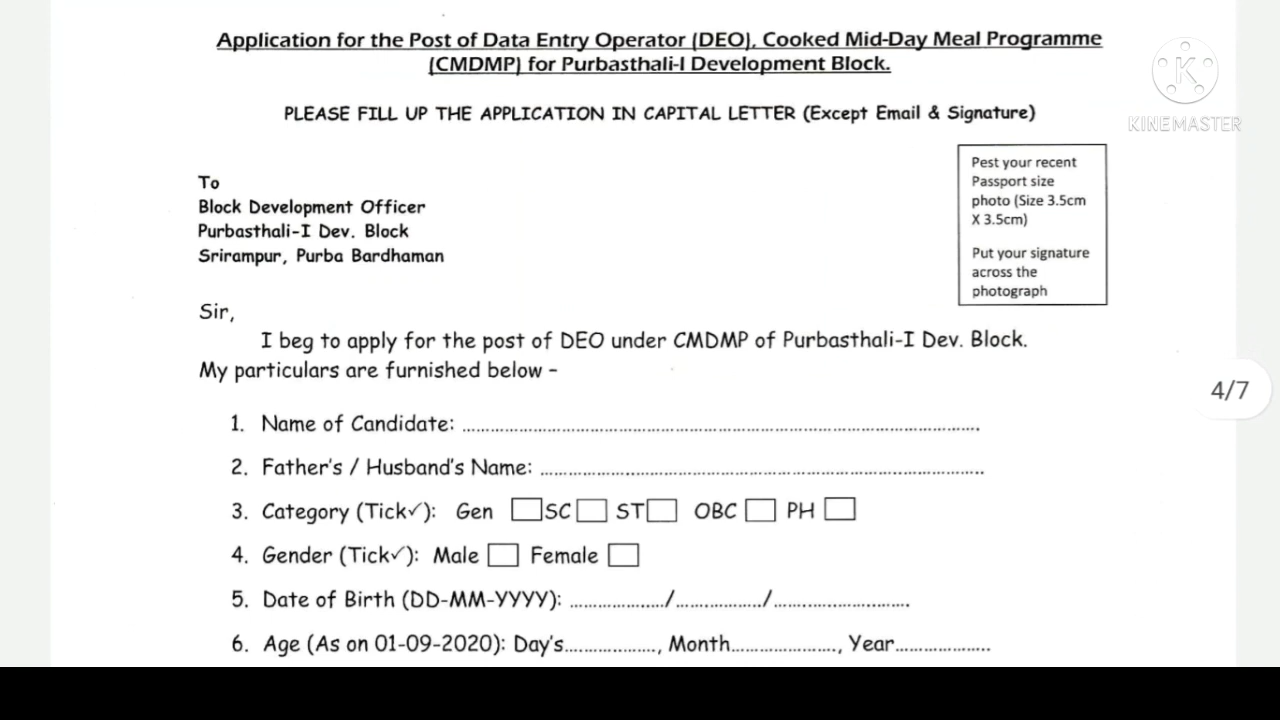 Application for the Post of Data Entry Operator (DEO), Cooked Mid-Day Meal Programme
(CMDMP) for Purbasthali-I Development Block.
KINEMASTER
PLEASE FILL UP THE APPLICATION IN CAPITAL LETTER (Except Email & Signature)
Pest your recent
Passport size
photo (Size 3.5cm
X 3.5cm)
Put your signature
across the
photograph
To
Block Development Officer
Purbasthali-I Dev. Block
Srirampur, Purba Bardhaman
Sir,
I beg to apply for the post of DEO under CMDMP of Purbasthali-I Dev. Block.
My particulars are furnished below -
4/7
1. Name of Candidate: ....................................................................................................
2. Father's / Husband's Name: ....................................................................................
3. Category (Tick✓): Gen SC ST OBC PH
4. Gender (Tick✓): Male Female
5. Date of Birth (DD-MM-YYYY): ..................../................../............................
6. Age (As on 01-09-2020): Day's..................., Month....................., Year....................